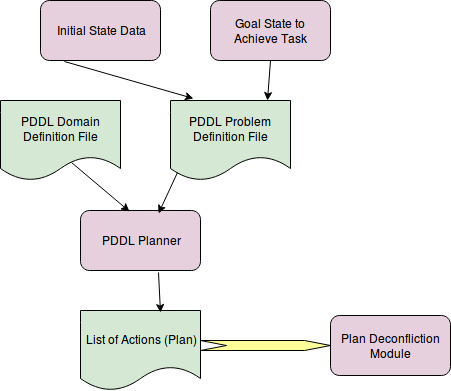 Initial State Data
Goal State to
Achieve Task
PDDL Domain
Definition File
PDDL Problem
Definition File
PDDL Planner
List of Actions (Plan)
Plan Deconfliction
Module